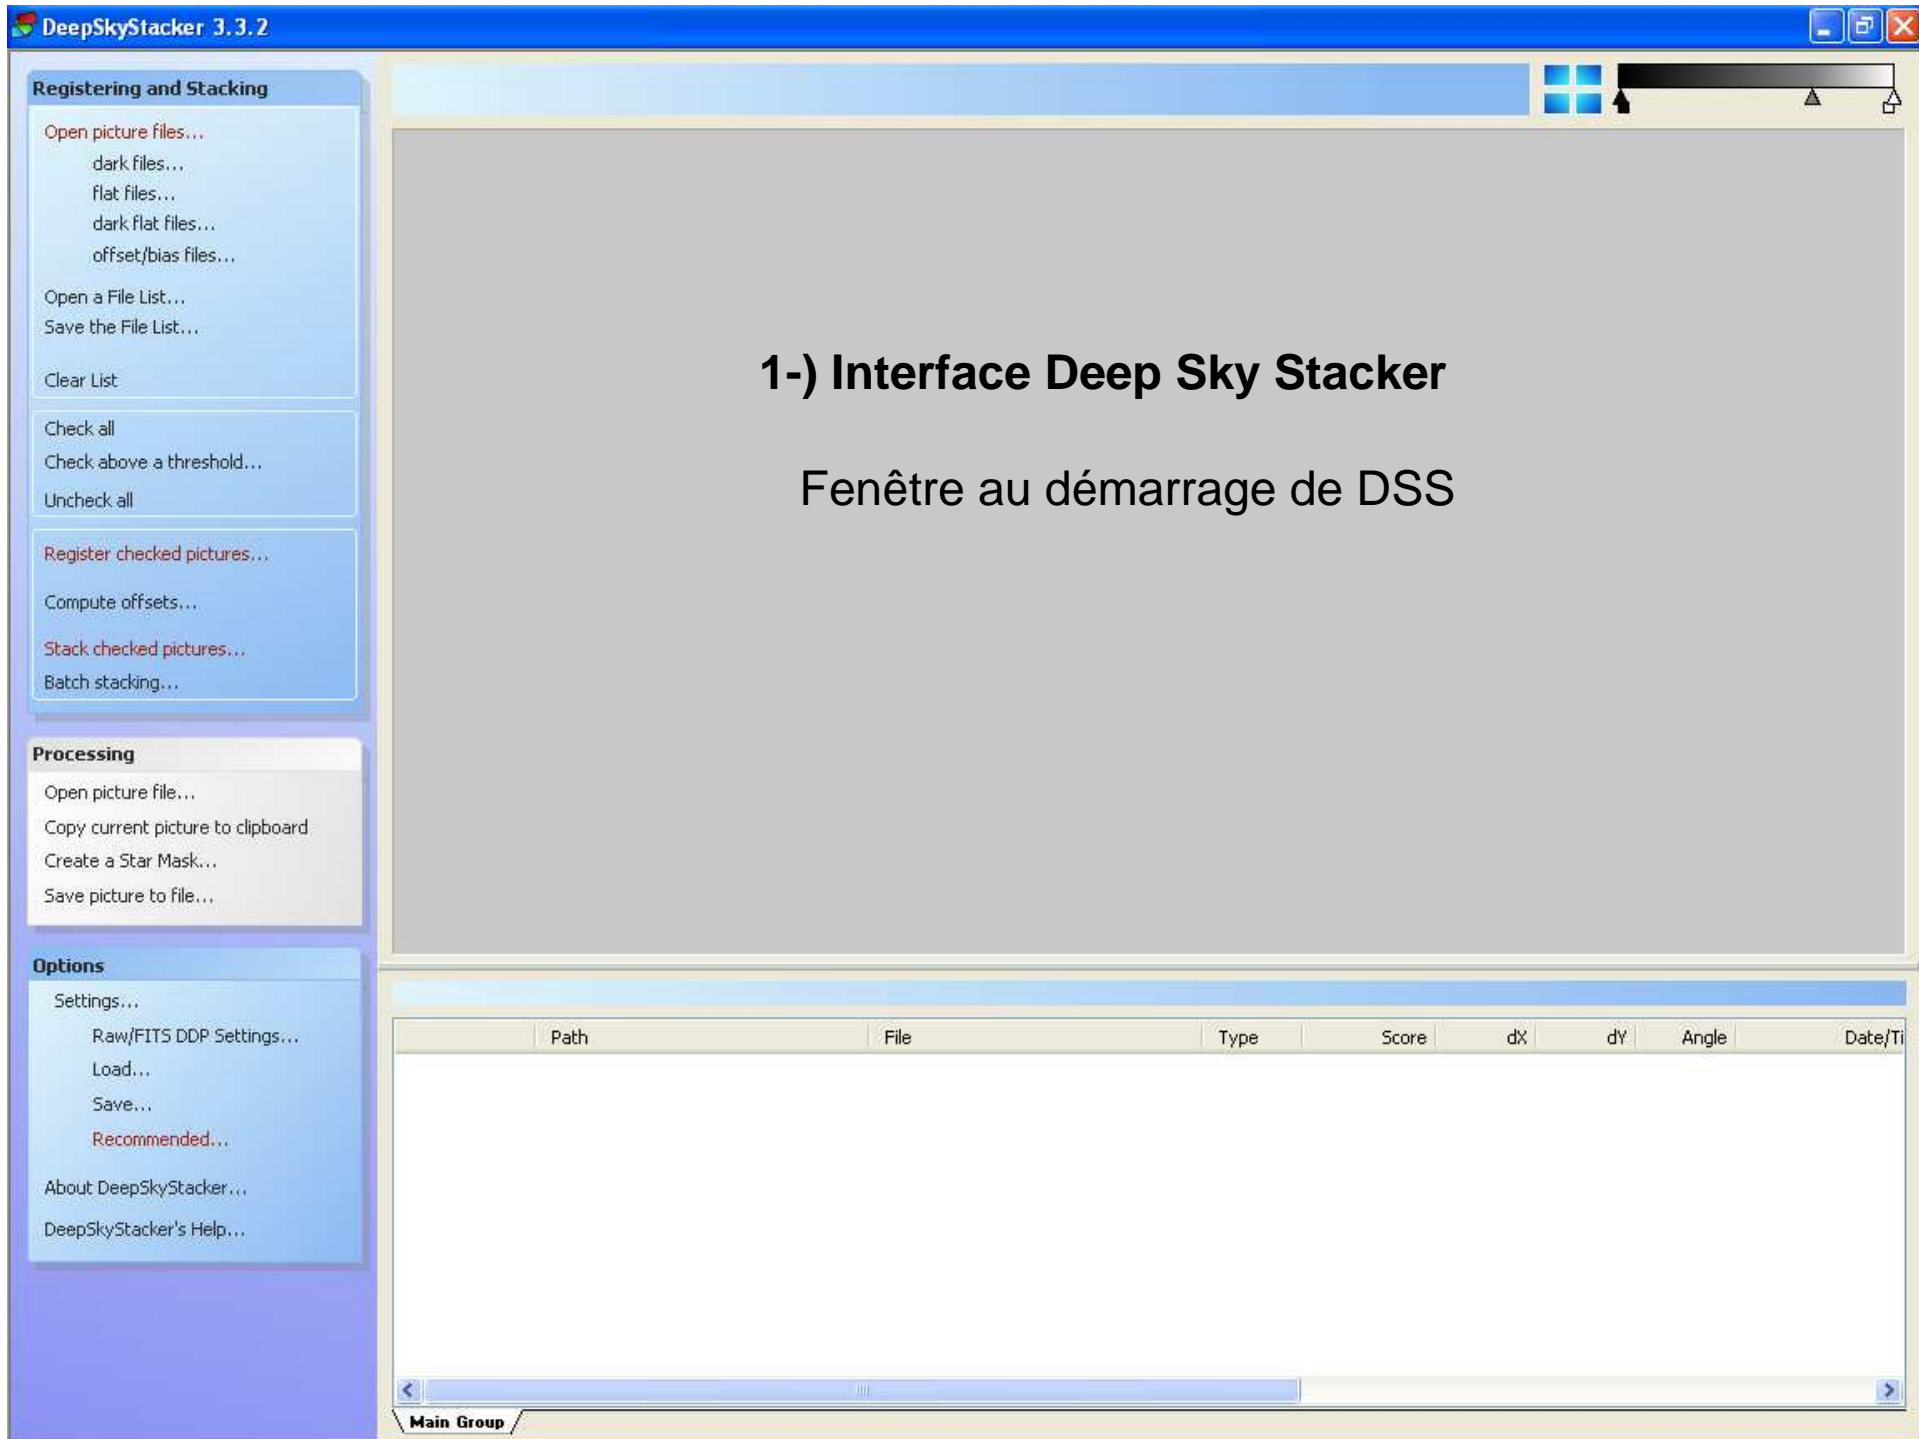 DeepSkyStacker 3.3.2
Registering and Stacking
Open picture files...
dark files...
flat files...
dark flat files...
offset/bias files...
Open a File List...
Save the File List...
Clear List
Check all
Check above a threshold...
Uncheck all
Register checked pictures...
Compute offsets...
Stack checked pictures...
Batch stacking...
Processing
Open picture file...
Copy current picture to clipboard
Create a Star Mask...
Save picture to file...
Options
Settings...
Raw/FITS DDP Settings...
Load...
Save...
Recommended...
About DeepSkyStacker...
DeepSkyStacker's Help...
1-) Interface Deep Sky Stacker
Fenêtre au démarrage de DSS
Path File Type Score dX dY Angle Date/Ti
Main Group